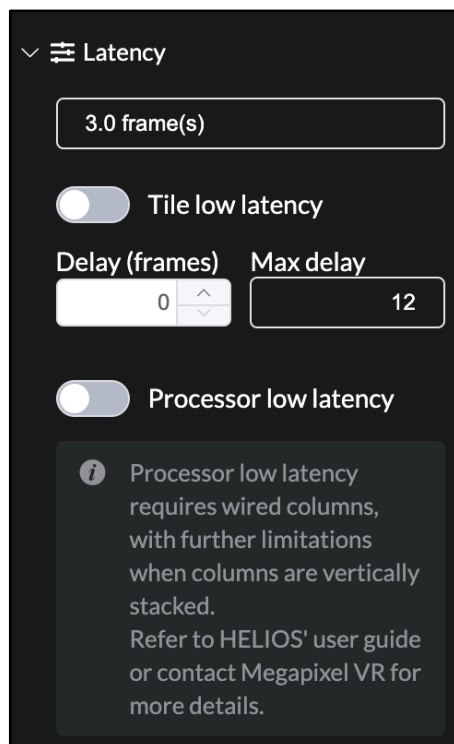 Latency
3.0 frame(s)
Tile low latency
Delay (frames) Max delay
0 12
Processor low latency
Processor low latency
requires wired columns,
with further limitations
when columns are vertically
stacked.
Refer to HELIOS' user guide
or contact Megapixel VR for
more details.